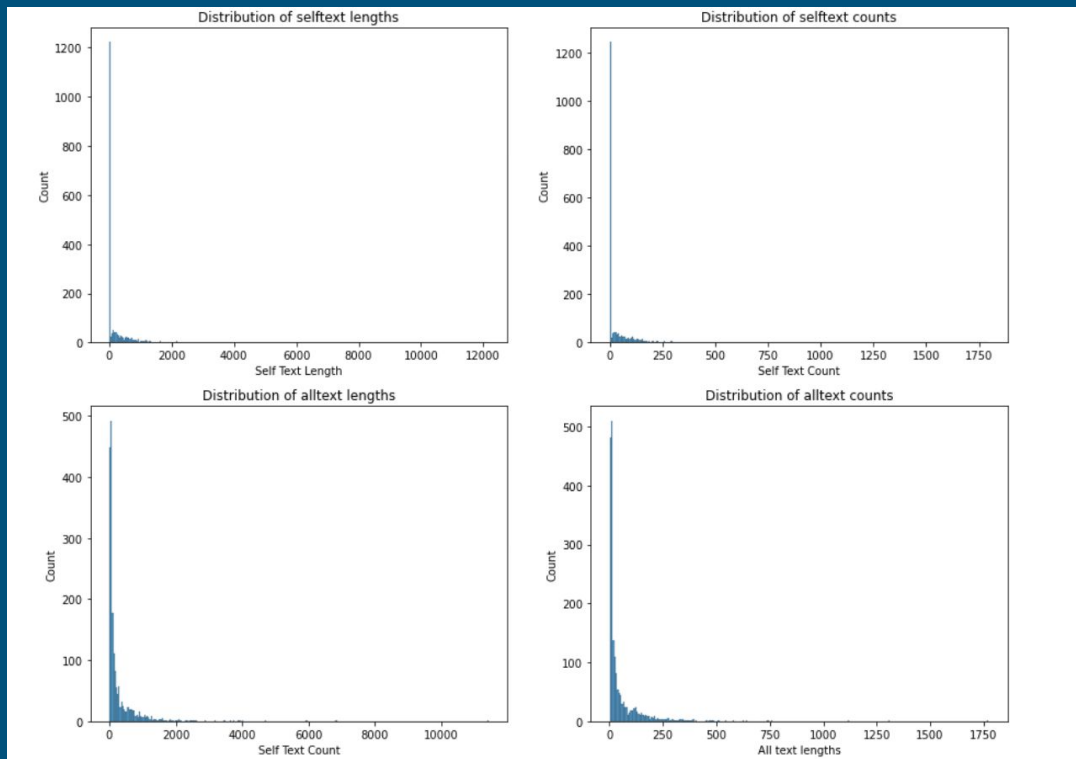 Distribution of selftext lengths
1200
1000
800
600
400
200
0
Count
0 2000 4000 6000 8000 10000 12000
Self Text Length
Distribution of selftext counts
1200
1000
800
600
400
200
0
Count
0 250 500 750 1000 1250 1500 1750
Self Text Count
Distribution of alltext lengths
500
400
300
200
100
0
Count
0 2000 4000 6000 8000 10000
Self Text Count
Distribution of alltext counts
500
400
300
200
100
0
Count
0 250 500 750 1000 1250 1500 1750
All text lengths